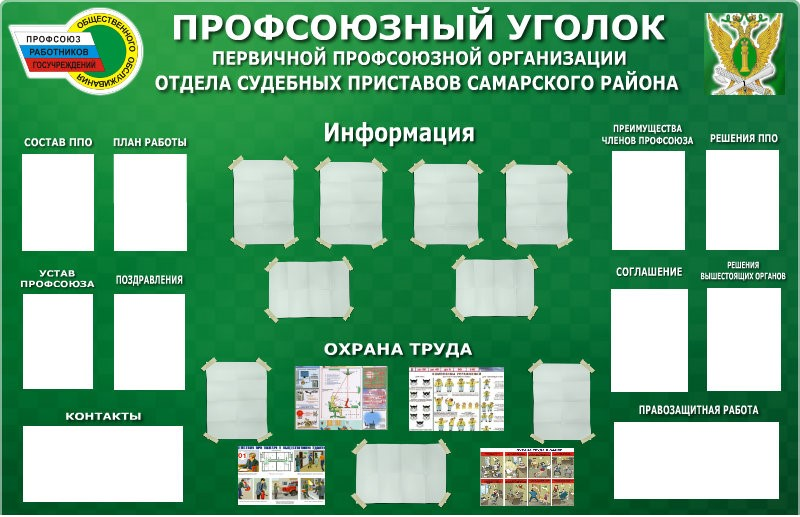 ПРОФСОЮЗ
РАБОТНИКОВ
ГОСУЧРЕЖДЕНИЙ
ОБЩЕСТВЕННОГО ОБСЛУЖИВАНИЯ
ПРОФСОЮЗНЫЙ УГОЛОК
ПЕРВИЧНОЙ ПРОФСОЮЗНОЙ ОРГАНИЗАЦИИ
ОТДЕЛА СУДЕБНЫХ ПРИСТАВОВ САМАРСКОГО РАЙОНА
СОСТАВ ППО
ПЛАН РАБОТЫ
Информация
ПРЕИМУЩЕСТВА
ЧЛЕНОВ ПРОФСОЮЗА
РЕШЕНИЯ ППО
УСТАВ
ПРОФСОЮЗА
ПОЗДРАВЛЕНИЯ
СОГЛАШЕНИЕ
РЕШЕНИЯ
ВЫШЕСТОЯЩИХ ОРГАНОВ
ОХРАНА ТРУДА
КОНТАКТЫ
ПРАВОЗАЩИТНАЯ РАБОТА